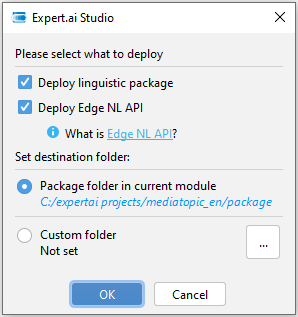 Expert.ai Studio
Please select what to deploy
Deploy linguistic package
Deploy Edge NL API
What is Edge NL API?
Set destination folder:
Package folder in current module
C:/expertai projects/mediatopic_en/package
Custom folder
Not set
...
OK Cancel